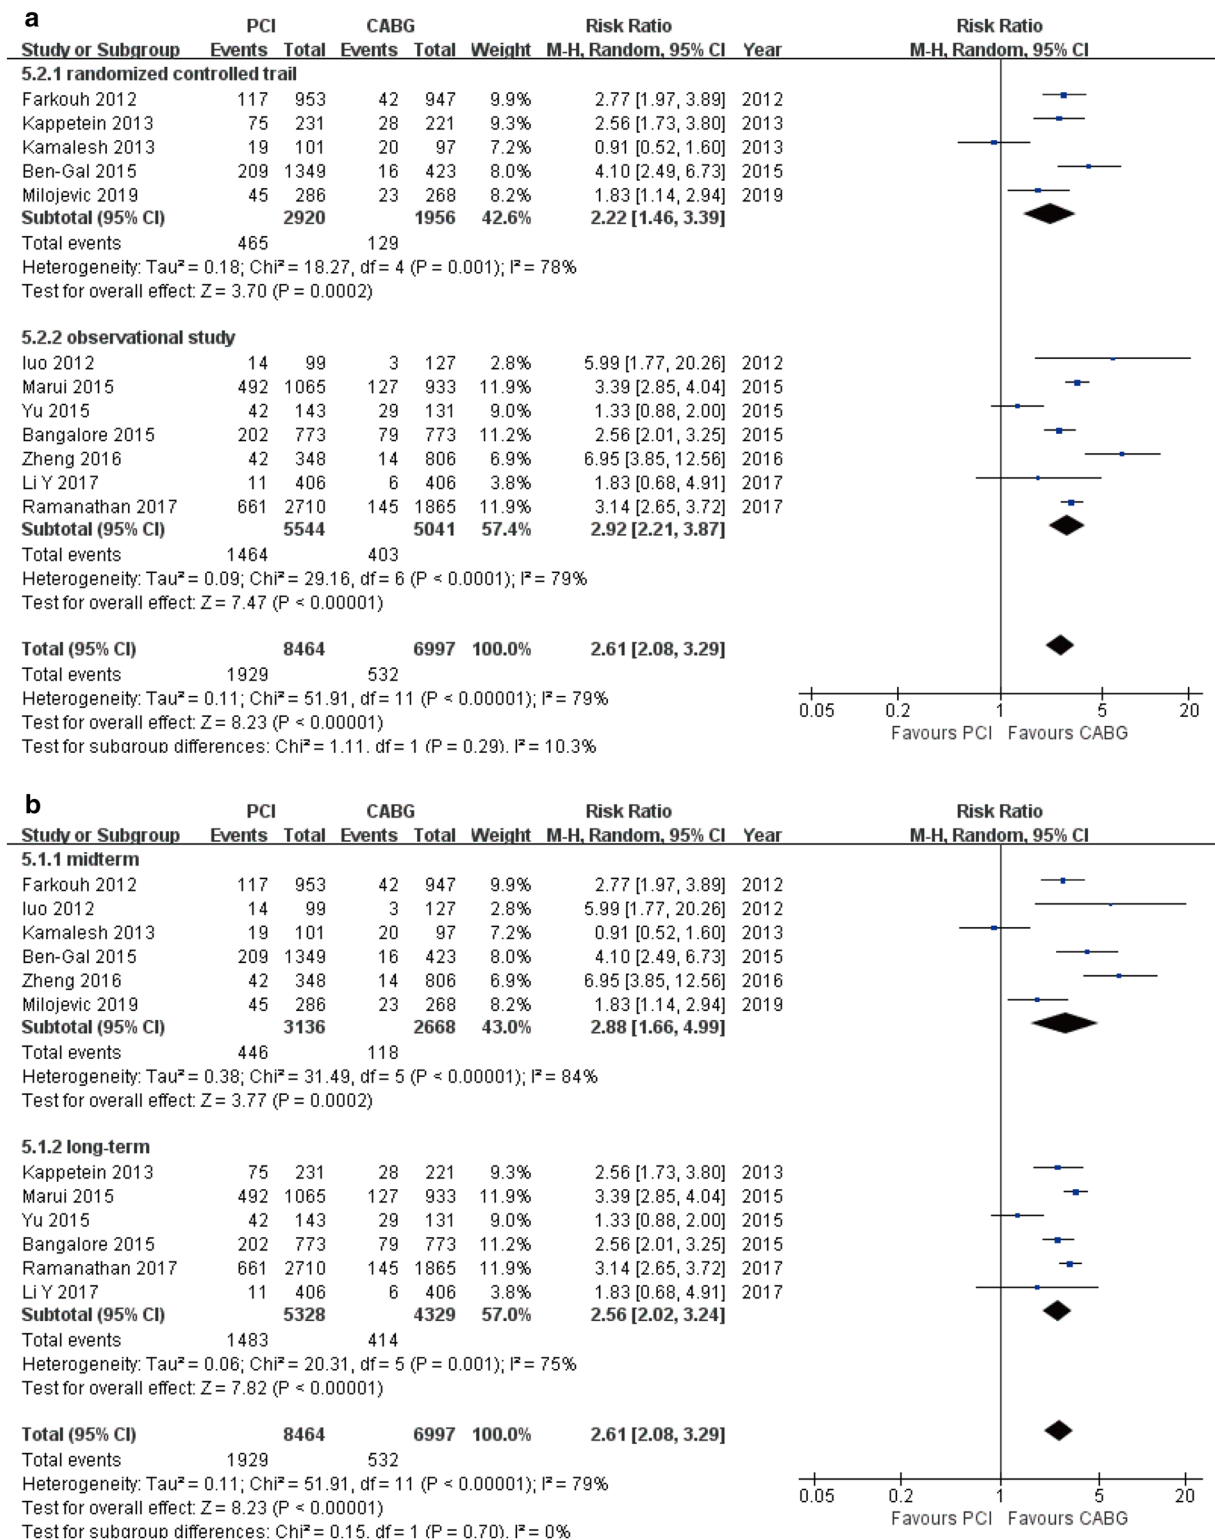 a
PCI CABG Risk Ratio Risk Ratio
Study or Subgroup Events Total Events Total Weight M-H, Random, 95% CI Year M-H, Random, 95% CI
5.2.1 randomized controlled trail
Farkouh 2012 117 953 42 947 9.9% 2.77 [1.97, 3.89] 2012
Kappetein 2013 75 231 28 221 9.3% 2.56 [1.73, 3.80] 2013
Kamalesh 2013 19 101 20 97 7.2% 0.91 [0.52, 1.60] 2013
Ben-Gal 2015 209 1349 16 423 8.0% 4.10 [2.49, 6.73] 2015
Milojevic 2019 45 286 23 268 8.2% 1.83 [1.14, 2.94] 2019
Subtotal (95% CI) 2920 1956 42.6% 2.22 [1.46, 3.39]
Total events 465 129
Heterogeneity: Tau² = 0.18; Chi² = 18.27, df = 4 (P = 0.001); I² = 78%
Test for overall effect: Z = 3.70 (P = 0.0002)
5.2.2 observational study
luo 2012 14 99 3 127 2.8% 5.99 [1.77, 20.26] 2012
Marui 2015 492 1065 127 933 11.9% 3.39 [2.85, 4.04] 2015
Yu 2015 42 143 29 131 9.0% 1.33 [0.88, 2.00] 2015
Bangalore 2015 202 773 79 773 11.2% 2.56 [2.01, 3.25] 2015
Zheng 2016 42 348 14 806 6.9% 6.95 [3.85, 12.56] 2016
Li Y 2017 11 406 6 406 3.8% 1.83 [0.68, 4.91] 2017
Ramanathan 2017 661 2710 145 1865 11.9% 3.14 [2.65, 3.72] 2017
Subtotal (95% CI) 5544 5041 57.4% 2.92 [2.21, 3.87]
Total events 1464 403
Heterogeneity: Tau² = 0.09; Chi² = 29.16, df = 6 (P < 0.0001); I² = 79%
Test for overall effect: Z = 7.47 (P < 0.00001)
Total (95% CI) 8464 6997 100.0% 2.61 [2.08, 3.29]
Total events 1929 532
Heterogeneity: Tau² = 0.11; Chi² = 51.91, df = 11 (P < 0.00001); I² = 79%
Test for overall effect: Z = 8.23 (P < 0.00001)
Test for subgroup differences: Chi² = 1.11, df = 1 (P = 0.29), I² = 10.3%
0.05 0.2 1 5 20
Favours PCI Favours CABG
b
PCI CABG Risk Ratio Risk Ratio
Study or Subgroup Events Total Events Total Weight M-H, Random, 95% CI Year M-H, Random, 95% CI
5.1.1 midterm
Farkouh 2012 117 953 42 947 9.9% 2.77 [1.97, 3.89] 2012
luo 2012 14 99 3 127 2.8% 5.99 [1.77, 20.26] 2012
Kamalesh 2013 19 101 20 97 7.2% 0.91 [0.52, 1.60] 2013
Ben-Gal 2015 209 1349 16 423 8.0% 4.10 [2.49, 6.73] 2015
Zheng 2016 42 348 14 806 6.9% 6.95 [3.85, 12.56] 2016
Milojevic 2019 45 286 23 268 8.2% 1.83 [1.14, 2.94] 2019
Subtotal (95% CI) 3136 2668 43.0% 2.88 [1.66, 4.99]
Total events 446 118
Heterogeneity: Tau² = 0.38; Chi² = 31.49, df = 5 (P < 0.00001); I² = 84%
Test for overall effect: Z = 3.77 (P = 0.0002)
5.1.2 long-term
Kappetein 2013 75 231 28 221 9.3% 2.56 [1.73, 3.80] 2013
Marui 2015 492 1065 127 933 11.9% 3.39 [2.85, 4.04] 2015
Yu 2015 42 143 29 131 9.0% 1.33 [0.88, 2.00] 2015
Bangalore 2015 202 773 79 773 11.2% 2.56 [2.01, 3.25] 2015
Ramanathan 2017 661 2710 145 1865 11.9% 3.14 [2.65, 3.72] 2017
Li Y 2017 11 406 6 406 3.8% 1.83 [0.68, 4.91] 2017
Subtotal (95% CI) 5328 4329 57.0% 2.56 [2.02, 3.24]
Total events 1483 414
Heterogeneity: Tau² = 0.06; Chi² = 20.31, df = 5 (P = 0.001); I² = 75%
Test for overall effect: Z = 7.82 (P < 0.00001)
Total (95% CI) 8464 6997 100.0% 2.61 [2.08, 3.29]
Total events 1929 532
Heterogeneity: Tau² = 0.11; Chi² = 51.91, df = 11 (P < 0.00001); I² = 79%
Test for overall effect: Z = 8.23 (P < 0.00001)
Test for subgroup differences: Chi² = 0.15, df = 1 (P = 0.70), I² = 0%
0.05 0.2 1 5 20
Favours PCI Favours CABG